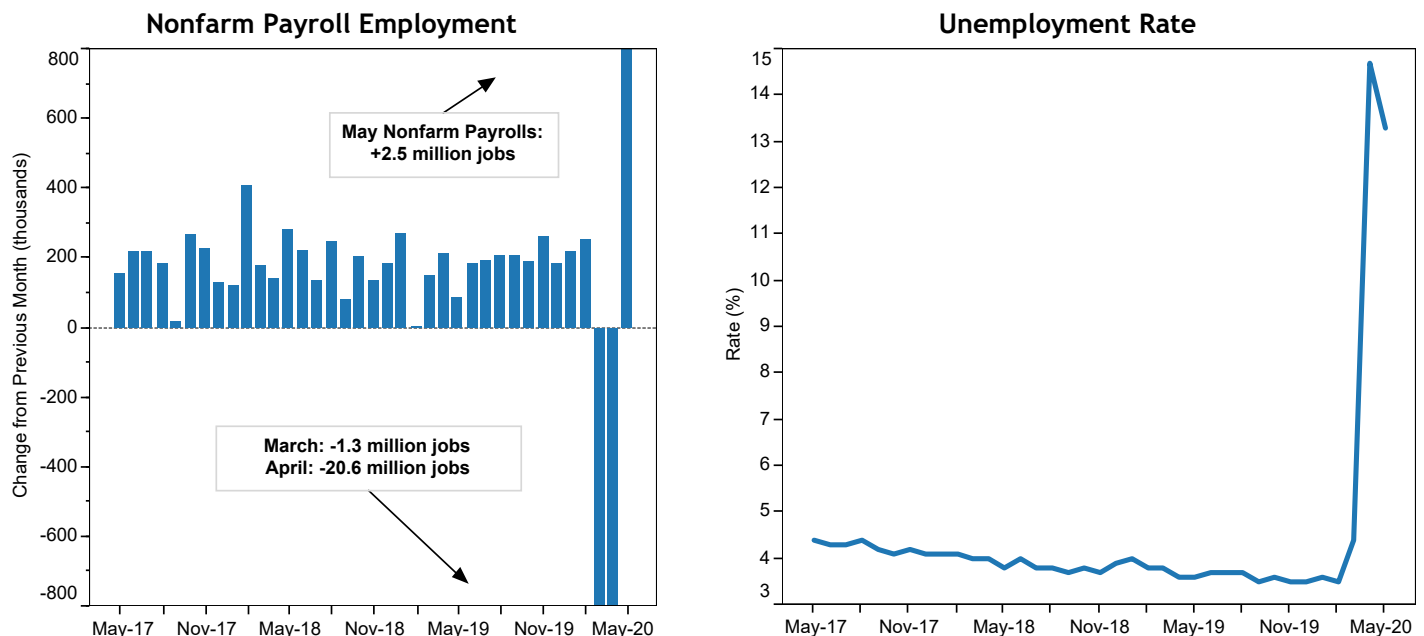 Nonfarm Payroll Employment
Change from Previous Month (thousands)
800
600
400
200
0
-200
-400
-600
-800
May Nonfarm Payrolls:
+2.5 million jobs
March: -1.3 million jobs
April: -20.6 million jobs
May-17 Nov-17 May-18 Nov-18 May-19 Nov-19 May-20
Unemployment Rate
Rate (%)
15
14
13
12
11
10
9
8
7
6
5
4
3
May-17 Nov-17 May-18 Nov-18 May-19 Nov-19 May-20